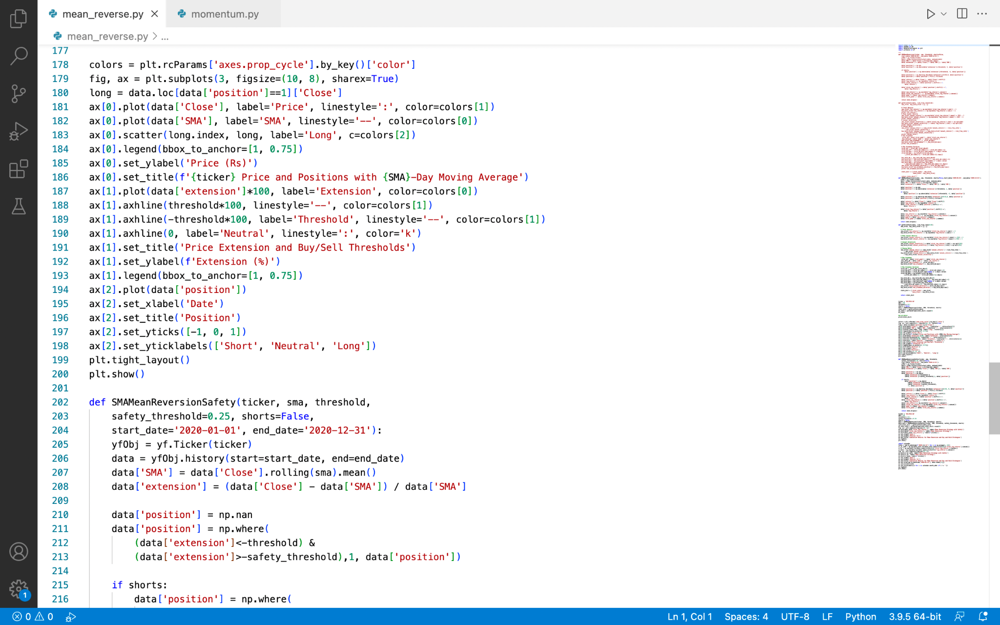 mean_reverse.py
momentum.py
mean_reverse.py > ...
177
178 colors = plt.rcParams['axes.prop_cycle'].by_key()['color']
179 fig, ax = plt.subplots(3, figsize=(10, 8), sharex=True)
180 long = data.loc[data['position']==1]['Close']
181 ax[0].plot(data['Close'], label='Price', linestyle=':', color=colors[1])
182 ax[0].plot(data['SMA'], label='SMA', linestyle='--', color=colors[0])
183 ax[0].scatter(long.index, long, label='Long', c=colors[2])
184 ax[0].legend(bbox_to_anchor=[1, 0.75])
185 ax[0].set_ylabel('Price (Rs)')
186 ax[0].set_title(f'{ticker} Price and Positions with {SMA}-Day Moving Average')
187 ax[1].plot(data['extension']*100, label='Extension', color=colors[0])
188 ax[1].axhline(threshold*100, linestyle='--', color=colors[1])
189 ax[1].axhline(-threshold*100, label='Threshold', linestyle='--', color=colors[1])
190 ax[1].axhline(0, label='Neutral', linestyle=':', color='k')
191 ax[1].set_title('Price Extension and Buy/Sell Thresholds')
192 ax[1].set_ylabel(f'Extension (%)')
193 ax[1].legend(bbox_to_anchor=[1, 0.75])
194 ax[2].plot(data['position'])
195 ax[2].set_xlabel('Date')
196 ax[2].set_title('Position')
197 ax[2].set_yticks([-1, 0, 1])
198 ax[2].set_yticklabels(['Short', 'Neutral', 'Long'])
199 plt.tight_layout()
200 plt.show()
201
202 def SMAMeanReversionSafety(ticker, sma, threshold,
203     safety_threshold=0.25, shorts=False,
204     start_date='2020-01-01', end_date='2020-12-31'):
205     yfObj = yf.Ticker(ticker)
206     data = yfObj.history(start=start_date, end=end_date)
207     data['SMA'] = data['Close'].rolling(sma).mean()
208     data['extension'] = (data['Close'] - data['SMA']) / data['SMA']
209
210     data['position'] = np.nan
211     data['position'] = np.where(
212         (data['extension']<-threshold) &
213         (data['extension']>-safety_threshold),1, data['position'])
214
215     if shorts:
216         data['position'] = np.where(
1
0 0
Ln 1, Col 1 Spaces: 4 UTF-8 LF Python 3.9.5 64-bit